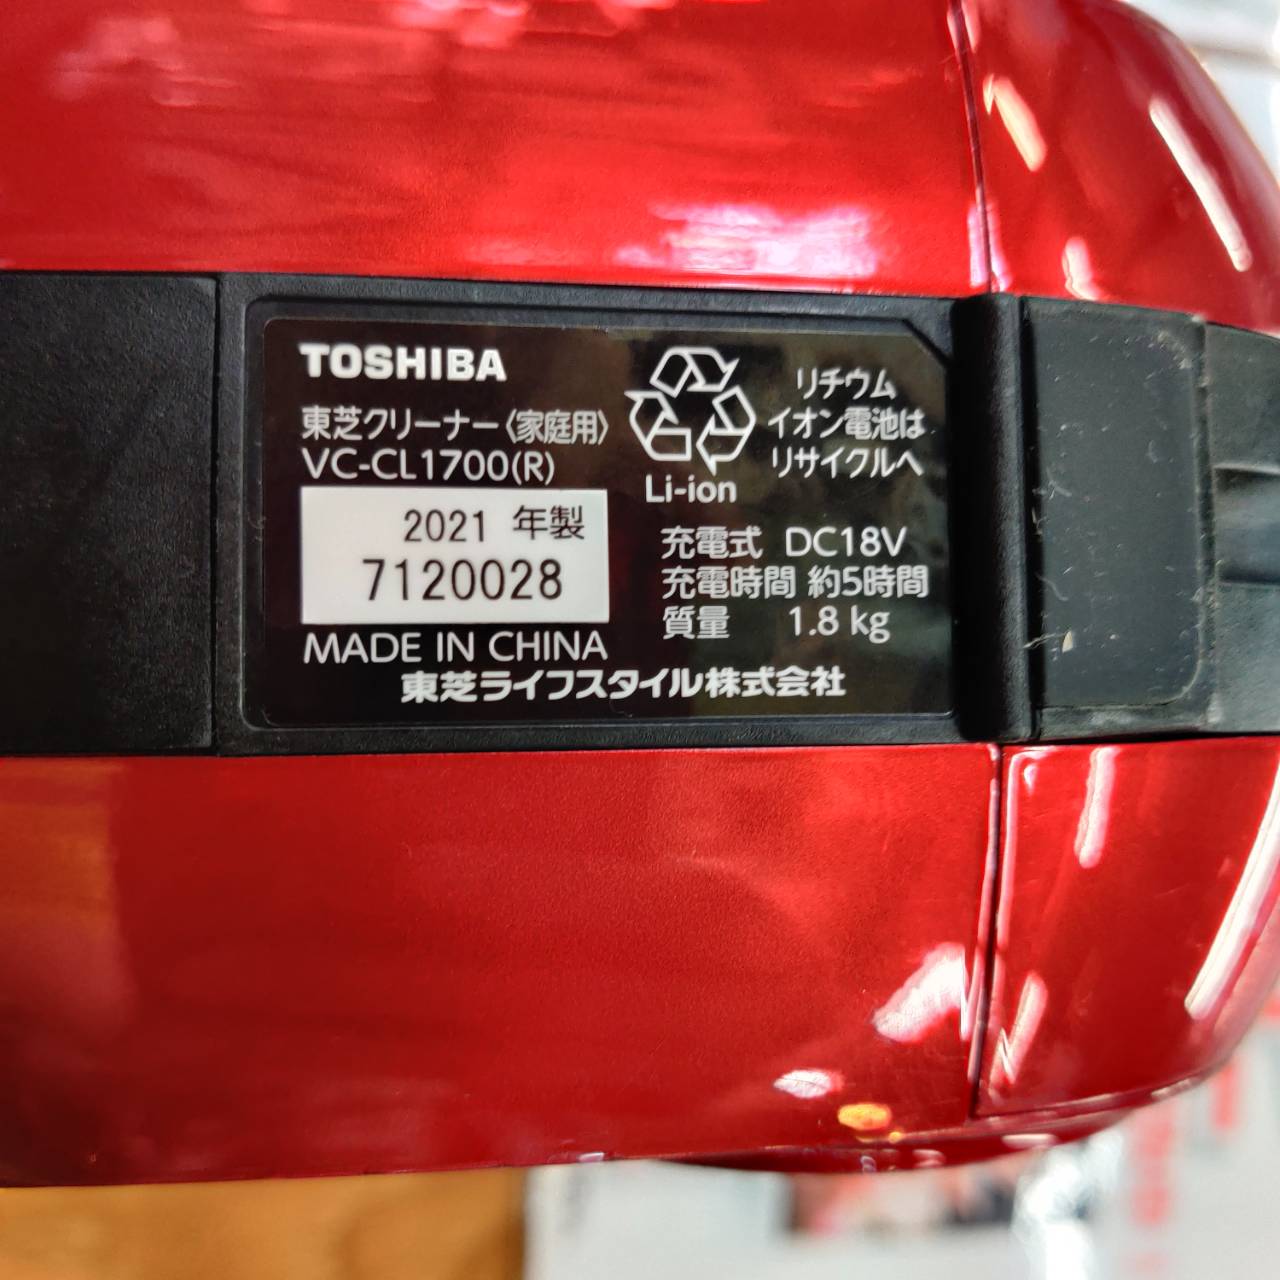 TOSHIBA
東芝クリーナー〈家庭用〉
VC-CL1700(R)
2021 年製
7120028
MADE IN CHINA
Li-ion
リチウム
イオン電池は
リサイクルへ
充電式 DC18V
充電時間 約5時間
質量 1.8 kg
東芝ライフスタイル株式会社